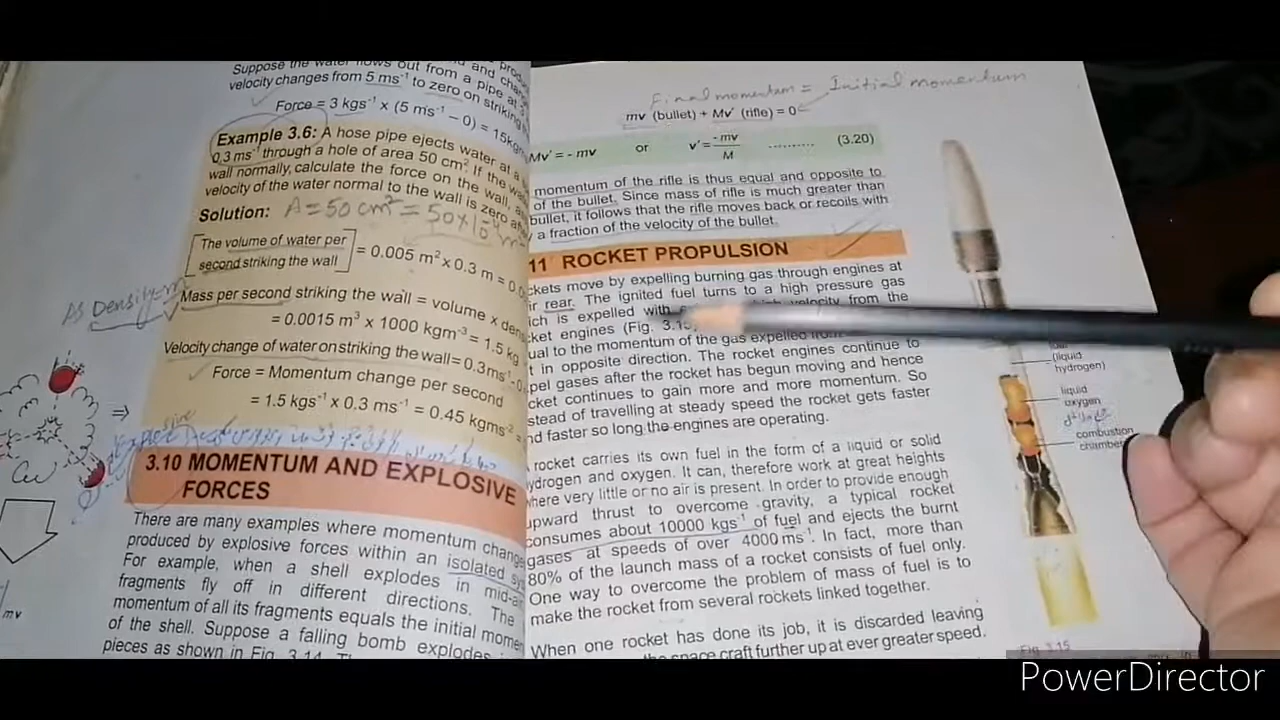 Suppose the water flows out from a pipe at 3
velocity changes from 5 ms⁻¹ to zero on striking
Force = 3 kgs⁻¹ x (5 ms⁻¹ – 0) = 15kgm
Example 3.6: A hose pipe ejects water at a
0.3 ms⁻¹ through a hole of area 50 cm². If the
wall normally, calculate the force on the wall,
velocity of the water normal to the wall is zero
Solution: A = 50 cm² = 50x10⁻⁴ m²
The volume of water per
second striking the wall
= 0.005 m² x 0.3 m =
As Density =
Mass per second striking the wall = volume x
= 0.0015 m³ x 1000 kgm⁻³ = 1.5 kg
Velocity change of water on striking the wall = 0.3ms⁻¹
Force = Momentum change per second
= 1.5 kgs⁻¹ x 0.3 ms⁻¹ = 0.45 kgms⁻²
3.10 MOMENTUM AND EXPLOSIVE
FORCES
There are many examples where momentum
produced by explosive forces within an isolated
For example, when a shell explodes in
fragments fly off in different directions. The
momentum of all its fragments equals the initial
of the shell. Suppose a falling bomb explodes
pieces as shown in Fig. 3.14.
mv
Final momentum = Initial momentum
mv (bullet) + Mv' (rifle) = 0
Mv' = - mv or v' = -mv/M .......... (3.20)
momentum of the rifle is thus equal and opposite to
of the bullet. Since mass of rifle is much greater than
bullet, it follows that the rifle moves back or recoils with
a fraction of the velocity of the bullet.
11 ROCKET PROPULSION
move by expelling burning gas through engines at
rear. The ignited fuel turns to a high pressure gas
is expelled with velocity from the
engines (Fig. 3.15)
to the momentum of the gas expelled from
in opposite direction. The rocket engines continue to
gases after the rocket has begun moving and hence
continues to gain more and more momentum. So
of travelling at steady speed the rocket gets faster
faster so long the engines are operating.
rocket carries its own fuel in the form of a liquid or solid
and oxygen. It can, therefore work at great heights
where very little or no air is present. In order to provide enough
upward thrust to overcome gravity, a typical rocket
consumes about 10000 kgs⁻¹ of fuel and ejects the burnt
gases at speeds of over 4000 ms⁻¹. In fact, more than
80% of the launch mass of a rocket consists of fuel only.
One way to overcome the problem of mass of fuel is to
make the rocket from several rockets linked together.
When one rocket has done its job, it is discarded leaving
space craft further up at ever greater speed.
(liquid
hydrogen)
liquid
oxygen
combustion
Fig 3.15
PowerDirector